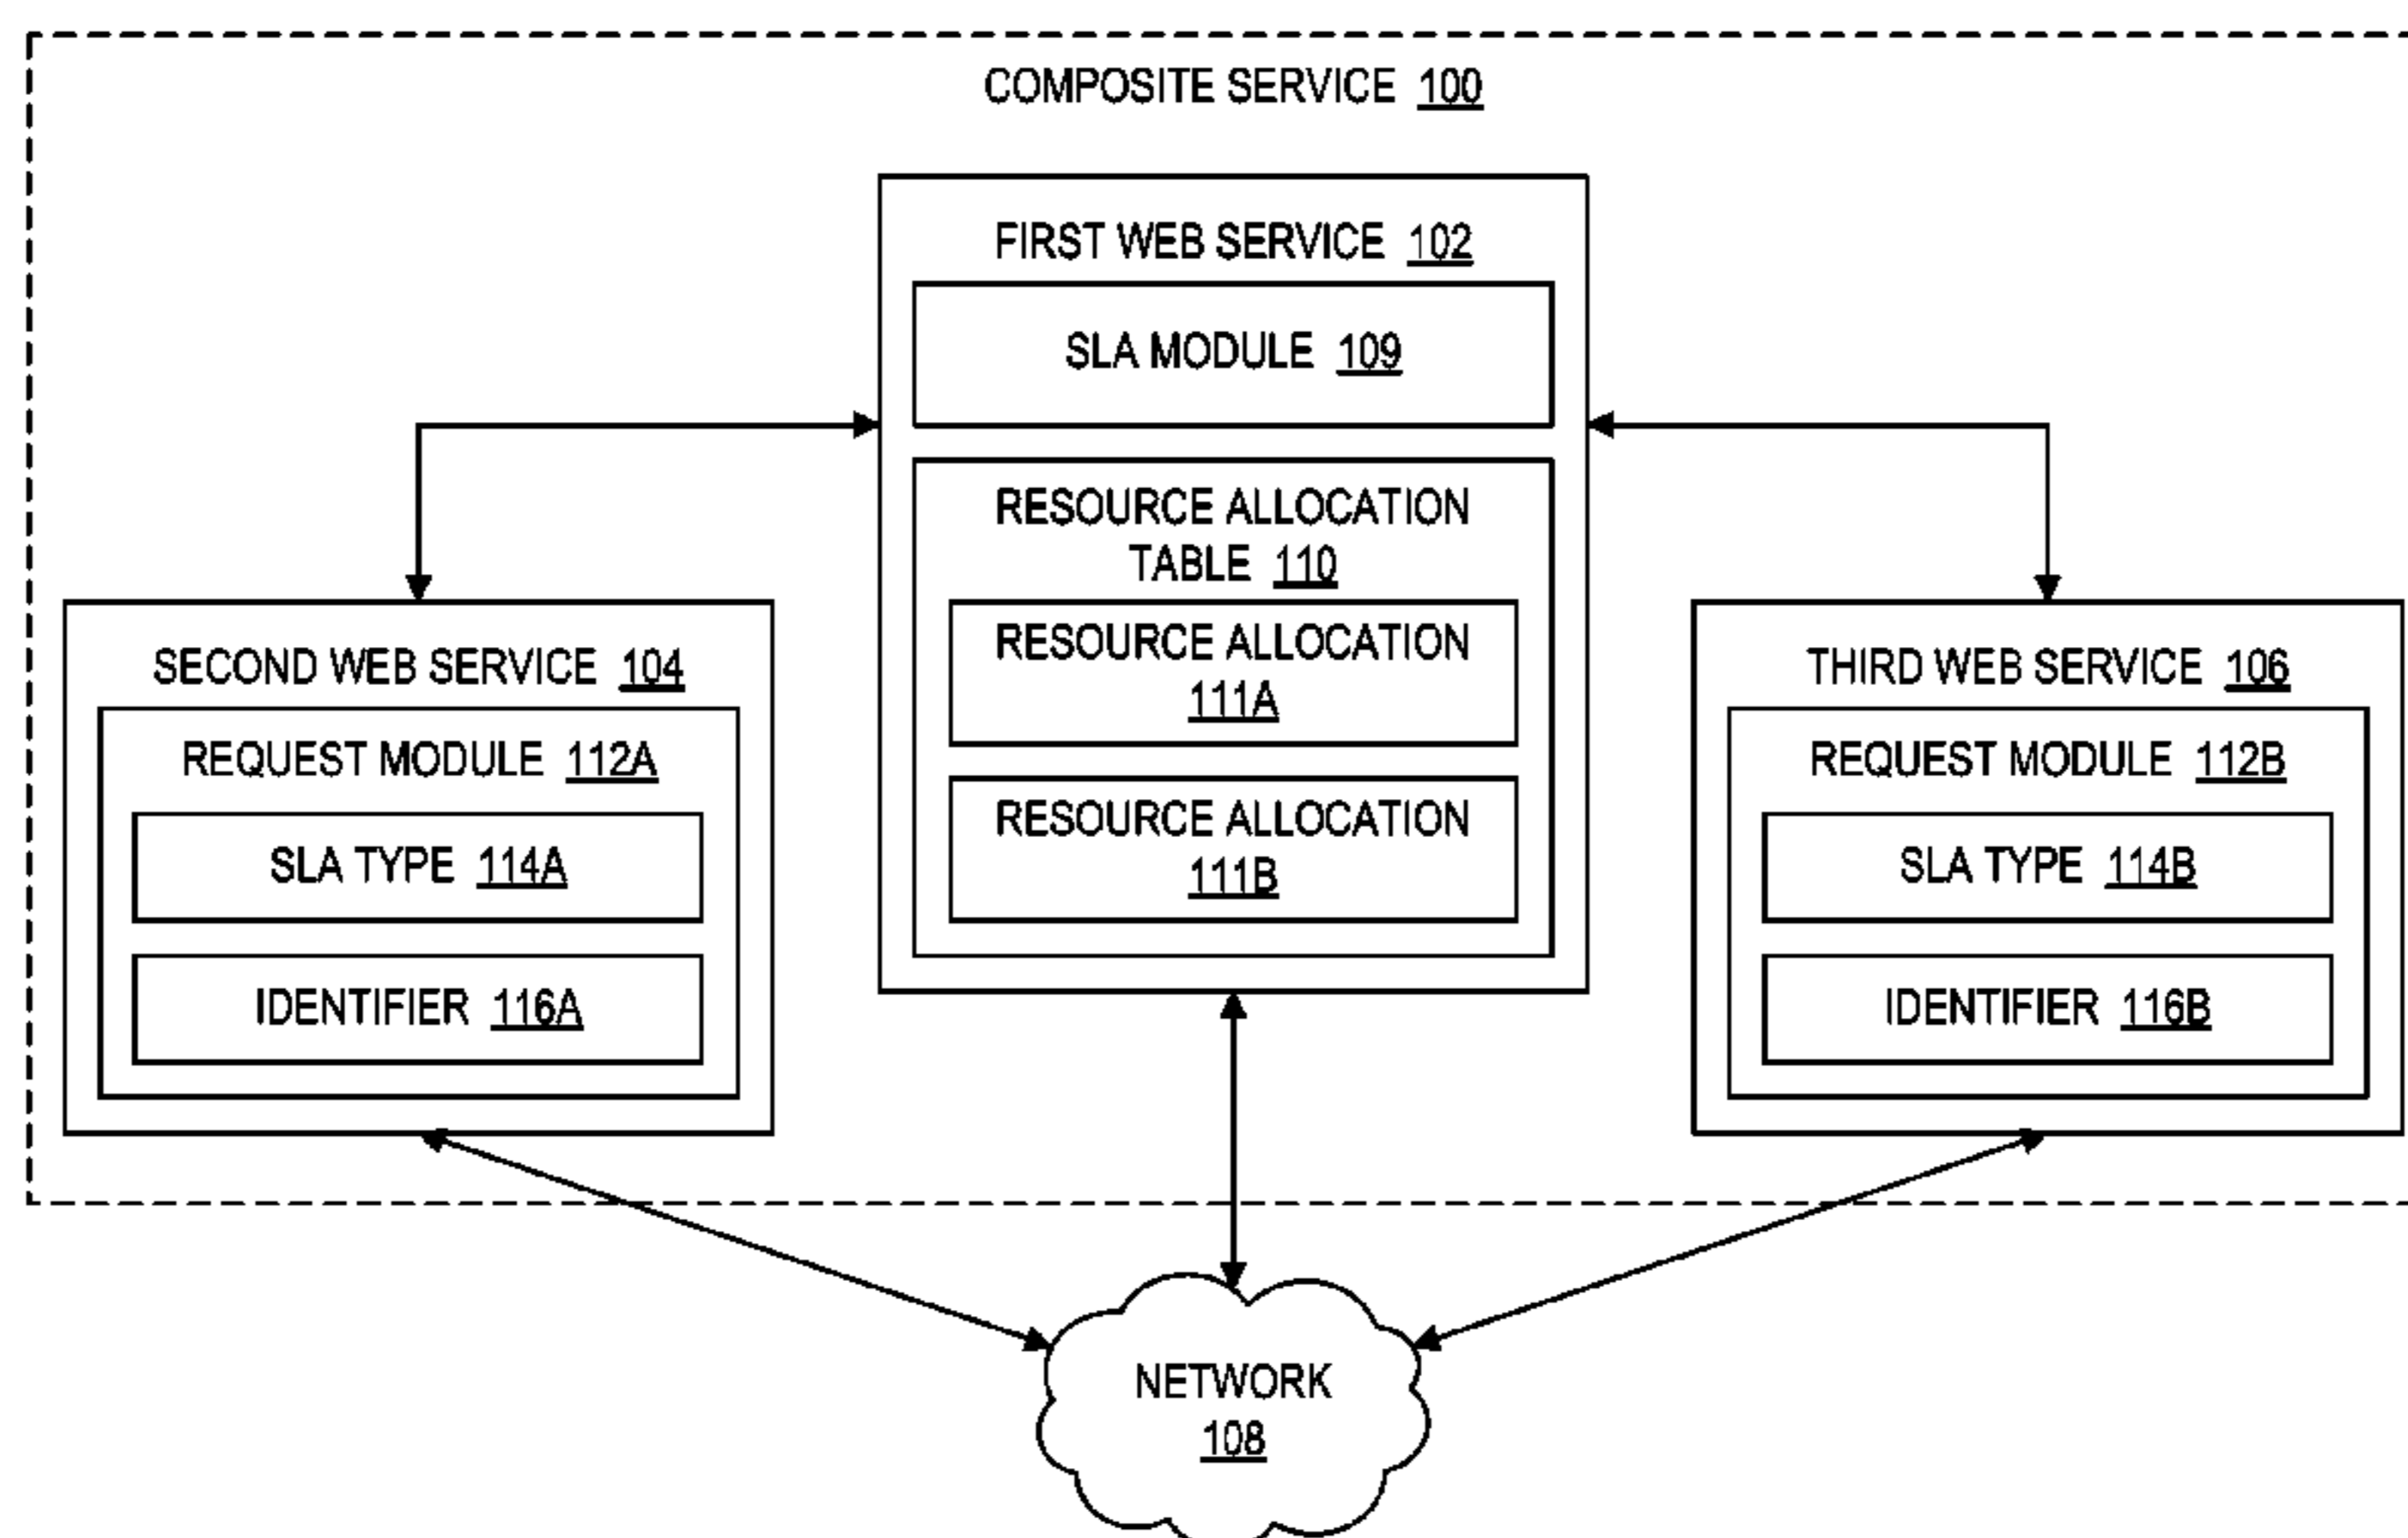 COMPOSITE SERVICE 100
FIRST WEB SERVICE 102
SLA MODULE 109
RESOURCE ALLOCATION
TABLE 110
RESOURCE ALLOCATION
111A
RESOURCE ALLOCATION
111B
SECOND WEB SERVICE 104
REQUEST MODULE 112A
SLA TYPE 114A
IDENTIFIER 116A
THIRD WEB SERVICE 106
REQUEST MODULE 112B
SLA TYPE 114B
IDENTIFIER 116B
NETWORK
108